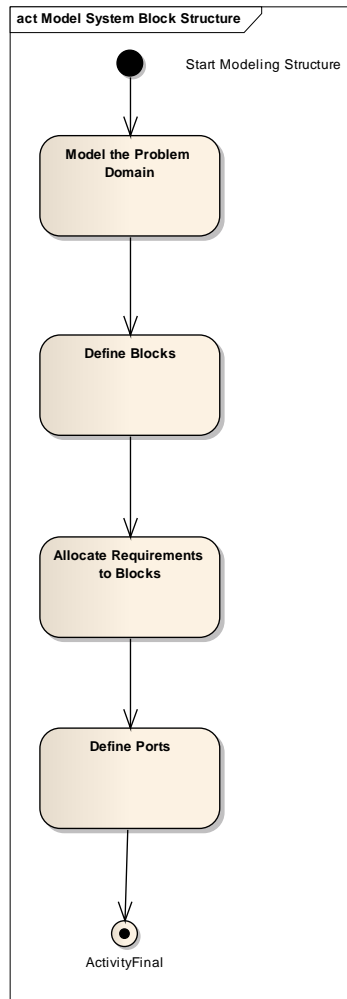 act Model System Block Structure
Start Modeling Structure
Model the Problem
Domain
Define Blocks
Allocate Requirements
to Blocks
Define Ports
ActivityFinal